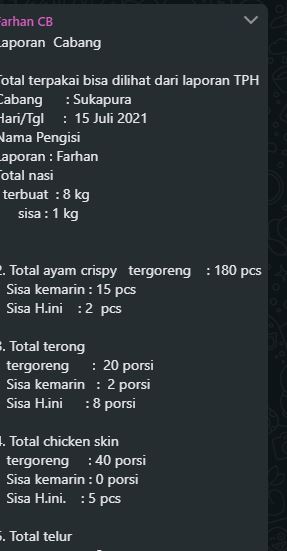 Farhan CB
Laporan Cabang
Total terpakai bisa dilihat dari laporan TPH
Cabang : Sukapura
Hari/Tgl : 15 Juli 2021
Nama Pengisi
Laporan : Farhan
Total nasi
terbuat : 8 kg
sisa : 1 kg
2. Total ayam crispy tergoreng : 180 pcs
Sisa kemarin : 15 pcs
Sisa H.ini : 2 pcs
3. Total terong
tergoreng : 20 porsi
Sisa kemarin : 2 porsi
Sisa H.ini : 8 porsi
4. Total chicken skin
tergoreng : 40 porsi
Sisa kemarin : 0 porsi
Sisa H.ini. : 5 pcs
5. Total telur